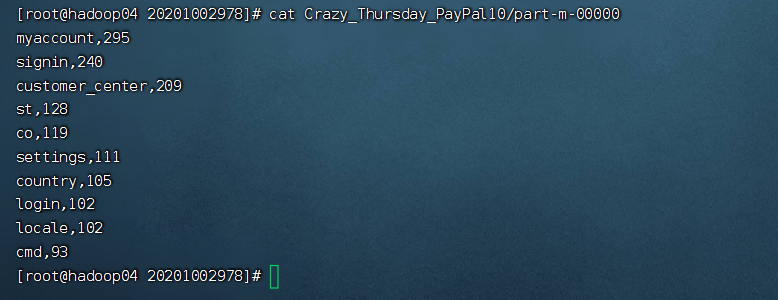 [root@hadoop04 20201002978]# cat Crazy_Thursday_PayPal10/part-m-00000
myaccount,295
signin,240
customer_center,209
st,128
co,119
settings,111
country,105
login,102
locale,102
cmd,93
[root@hadoop04 20201002978]#